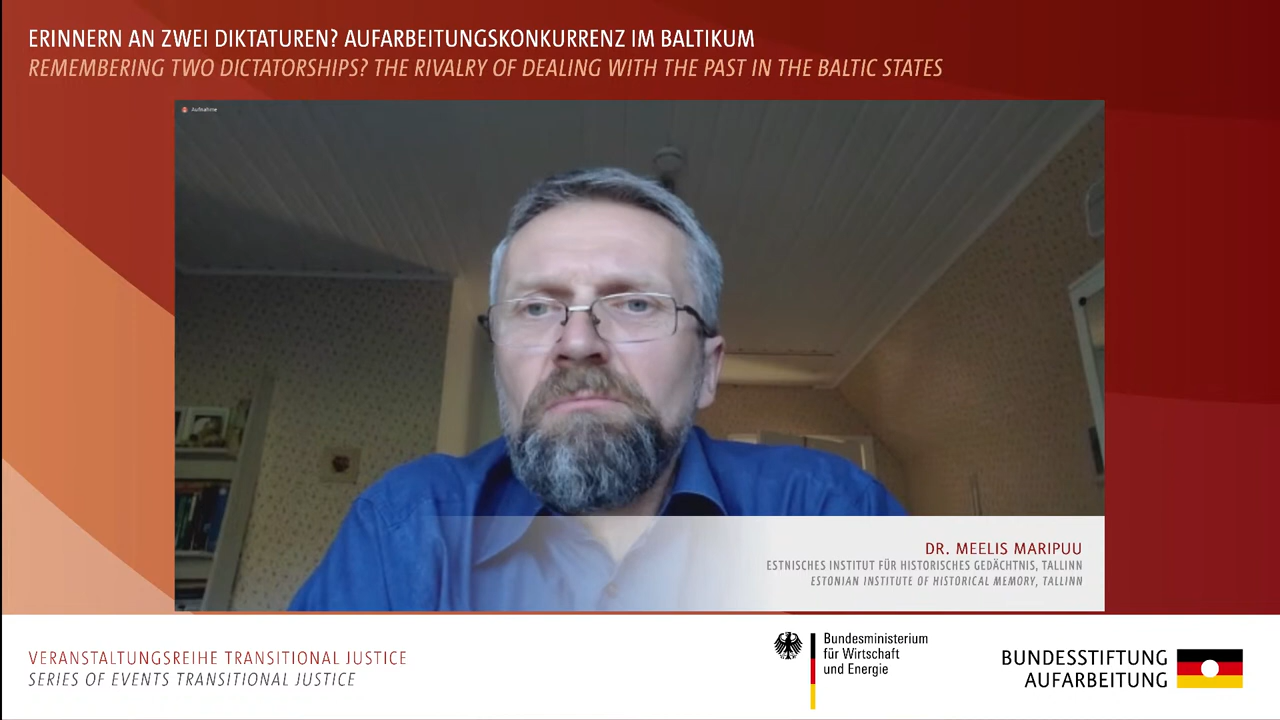 ERINNERN AN ZWEI DIKTATUREN? AUFARBEITUNGSKONKURRENZ IM BALTIKUM
REMEMBERING TWO DICTATORSHIPS? THE RIVALRY OF DEALING WITH THE PAST IN THE BALTIC STATES
Aufnahme
DR. MEELIS MARIPUU
ESTNISCHES INSTITUT FÜR HISTORISCHES GEDÄCHTNIS, TALLINN
ESTONIAN INSTITUTE OF HISTORICAL MEMORY, TALLINN
VERANSTALTUNGSREIHE TRANSITIONAL JUSTICE
SERIES OF EVENTS TRANSITIONAL JUSTICE
Bundesministerium
für Wirtschaft
und Energie
BUNDESSTIFTUNG
AUFARBEITUNG